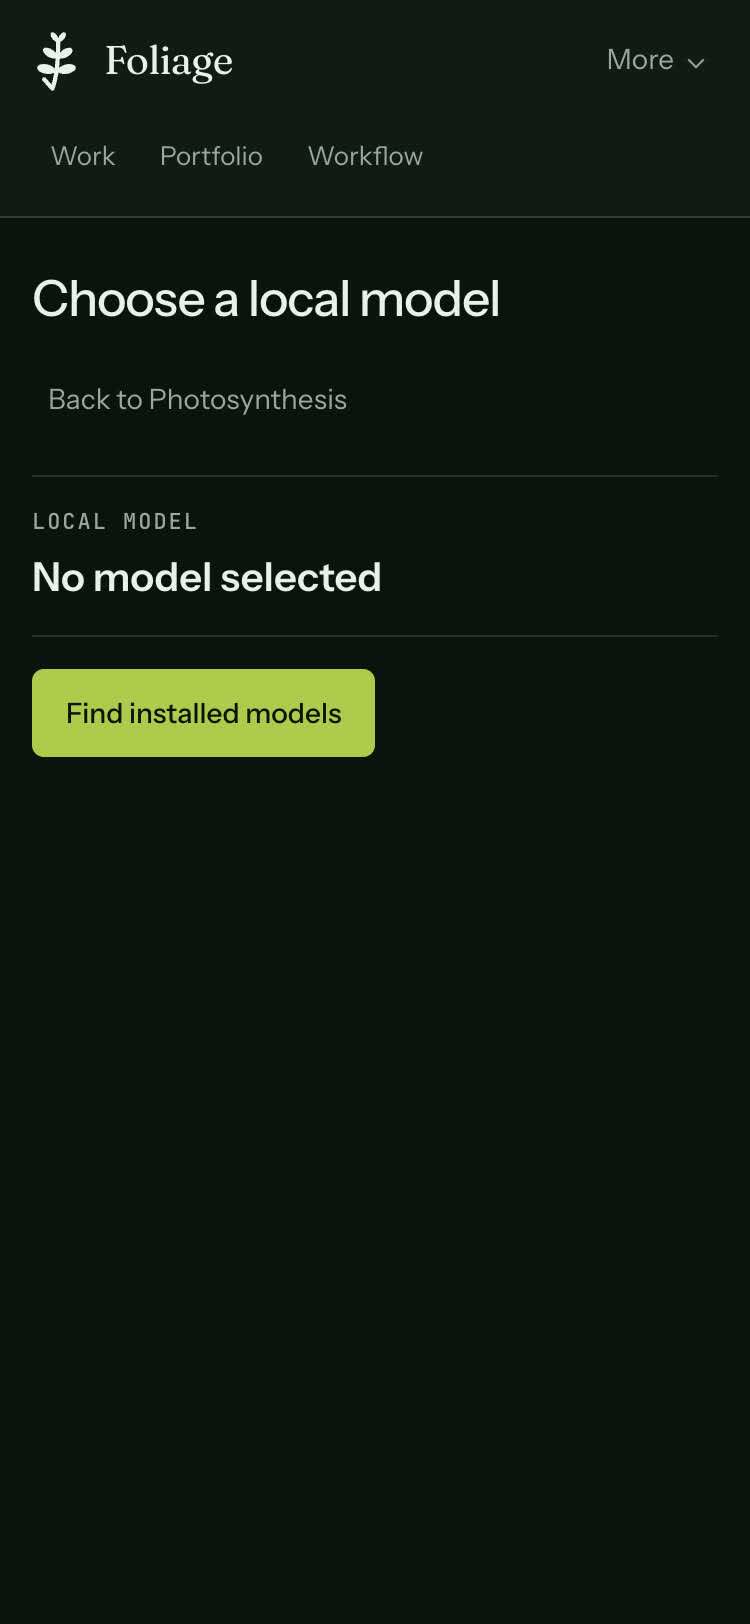 Foliage
More
Work Portfolio Workflow
Choose a local model
Back to Photosynthesis
LOCAL MODEL
No model selected
Find installed models